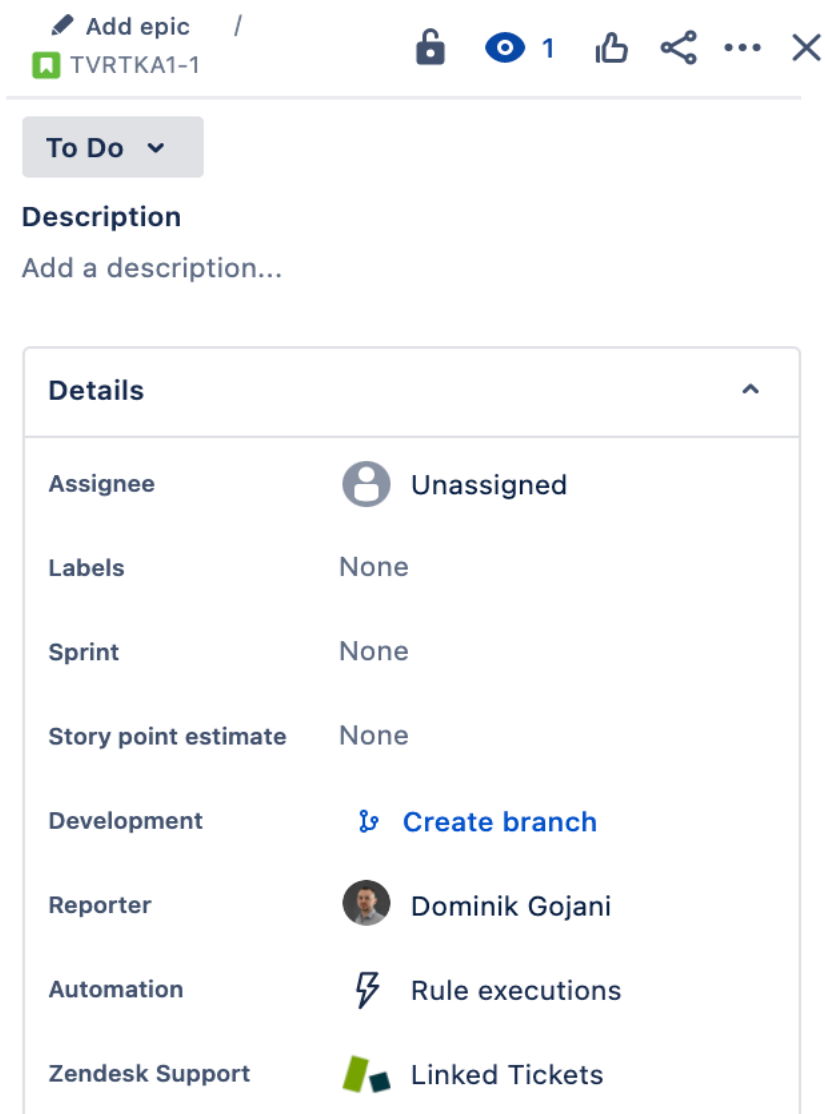 Add epic /
TVRTKA1-1
1
To Do
Description
Add a description...
Details
Assignee Unassigned
Labels None
Sprint None
Story point estimate None
Development Create branch
Reporter Dominik Gojani
Automation Rule executions
Zendesk Support Linked Tickets